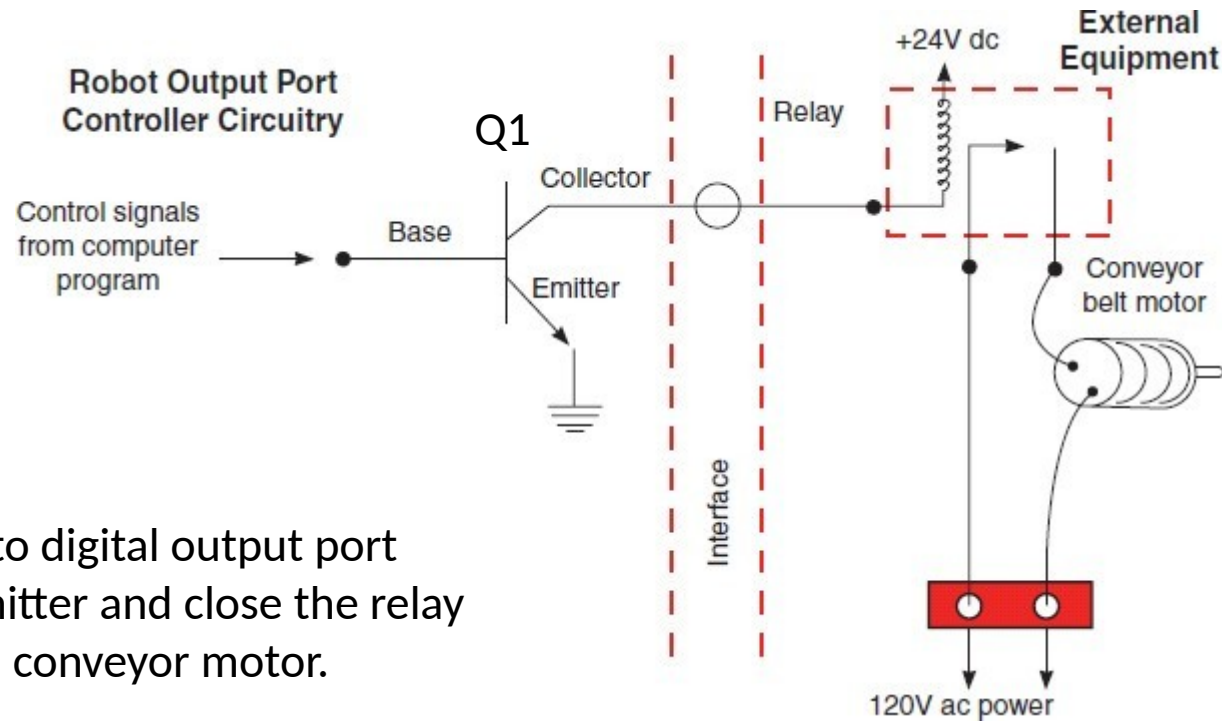 Robot Output Port
Controller Circuitry
Q1
+24V dc
External
Equipment
Relay
Collector
Control signals
from computer
program
Base
Emitter
Conveyor
belt motor
Interface
to digital output port
itter and close the relay
conveyor motor.
120V ac power